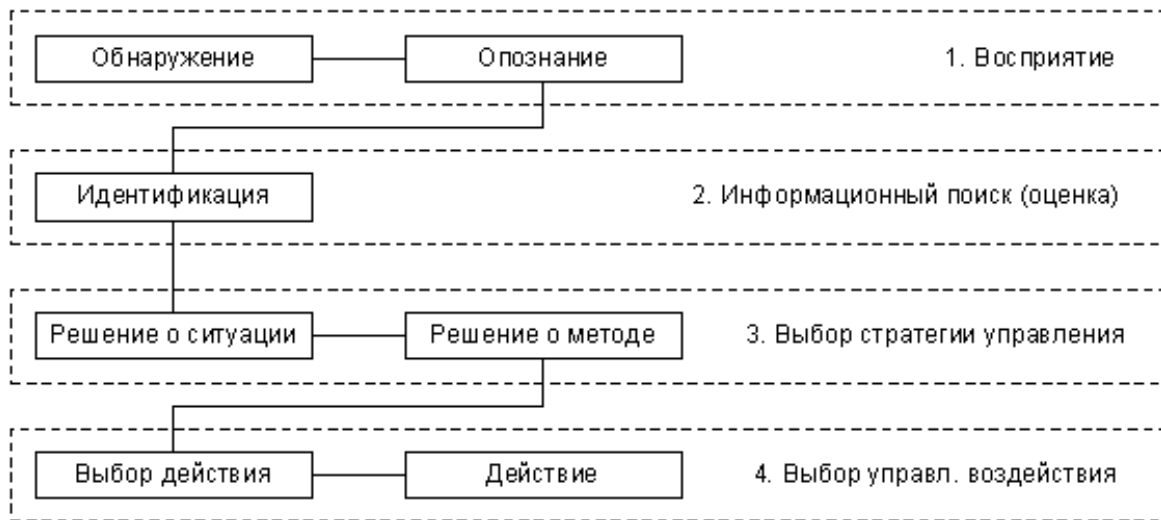 Обнаружение
Опознание
1. Восприятие
Идентификация
2. Информационный поиск (оценка)
Решение о ситуации
Решение о методе
3. Выбор стратегии управления
Выбор действия
Действие
4. Выбор управл. воздействия